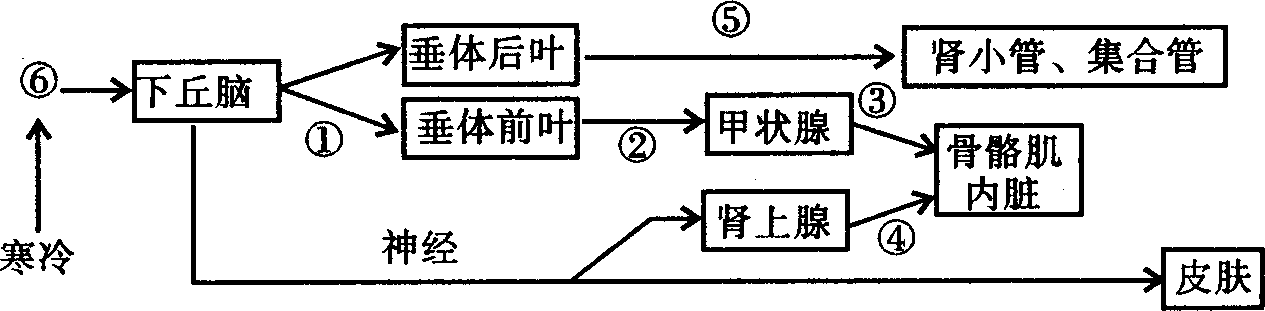 ⑤
垂体后叶
肾小管、集合管
⑥
下丘脑
①
垂体前叶
②
甲状腺
③
骨骼肌
内脏
肾上腺
④
寒冷
神经
皮肤